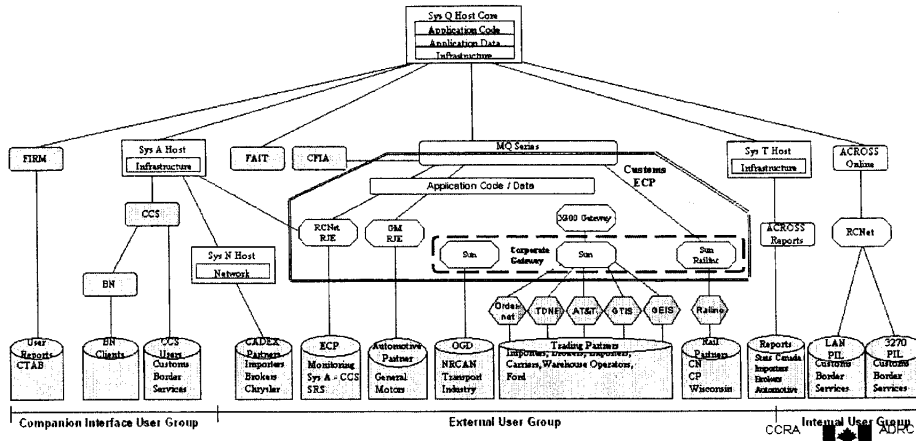 Sys Q Host Core
Application Code
Application Data
Infrastructure
FIRM
Sys A Host
Infrastructure
FAIT
CFIA
MQ Series
Customs
ECP
Sys T Host
Infrastructure
ACROSS
Online
Application Code / Data
CCS
RCNet
RJE
GM
RJE
3900 Gateway
Sun
Corporate
Gateway
Sun
Sun
Railinc
ACROSS
Reports
RCNet
Sys N Host
Network
BN
Order
net
TDNI
AT&T
GTIS
GEIS
Railinc
User
Reports
CTAB
BN
Clients
CCS
Users
Customs
Border
Services
CADEX
Partners
Importers
Brokers
Chrysler
ECP
Monitoring
Sys A - CCS
SRS
Automotive
Partner
General
Motors
OGD
NRCAN
Transport
Industry
Trading Partners
Importers, Brokers, Exporters,
Carriers, Warehouse Operators,
Ford
Rail
Partners
CN
CP
Wisconsin
Reports
Stats Canada
Importers
Brokers
Automotive
LAN
PIL
Customs
Border
Services
3270
PIL
Customs
Border
Services
Companion Interface User Group
External User Group
Internal User Group
CCRA
ADRC